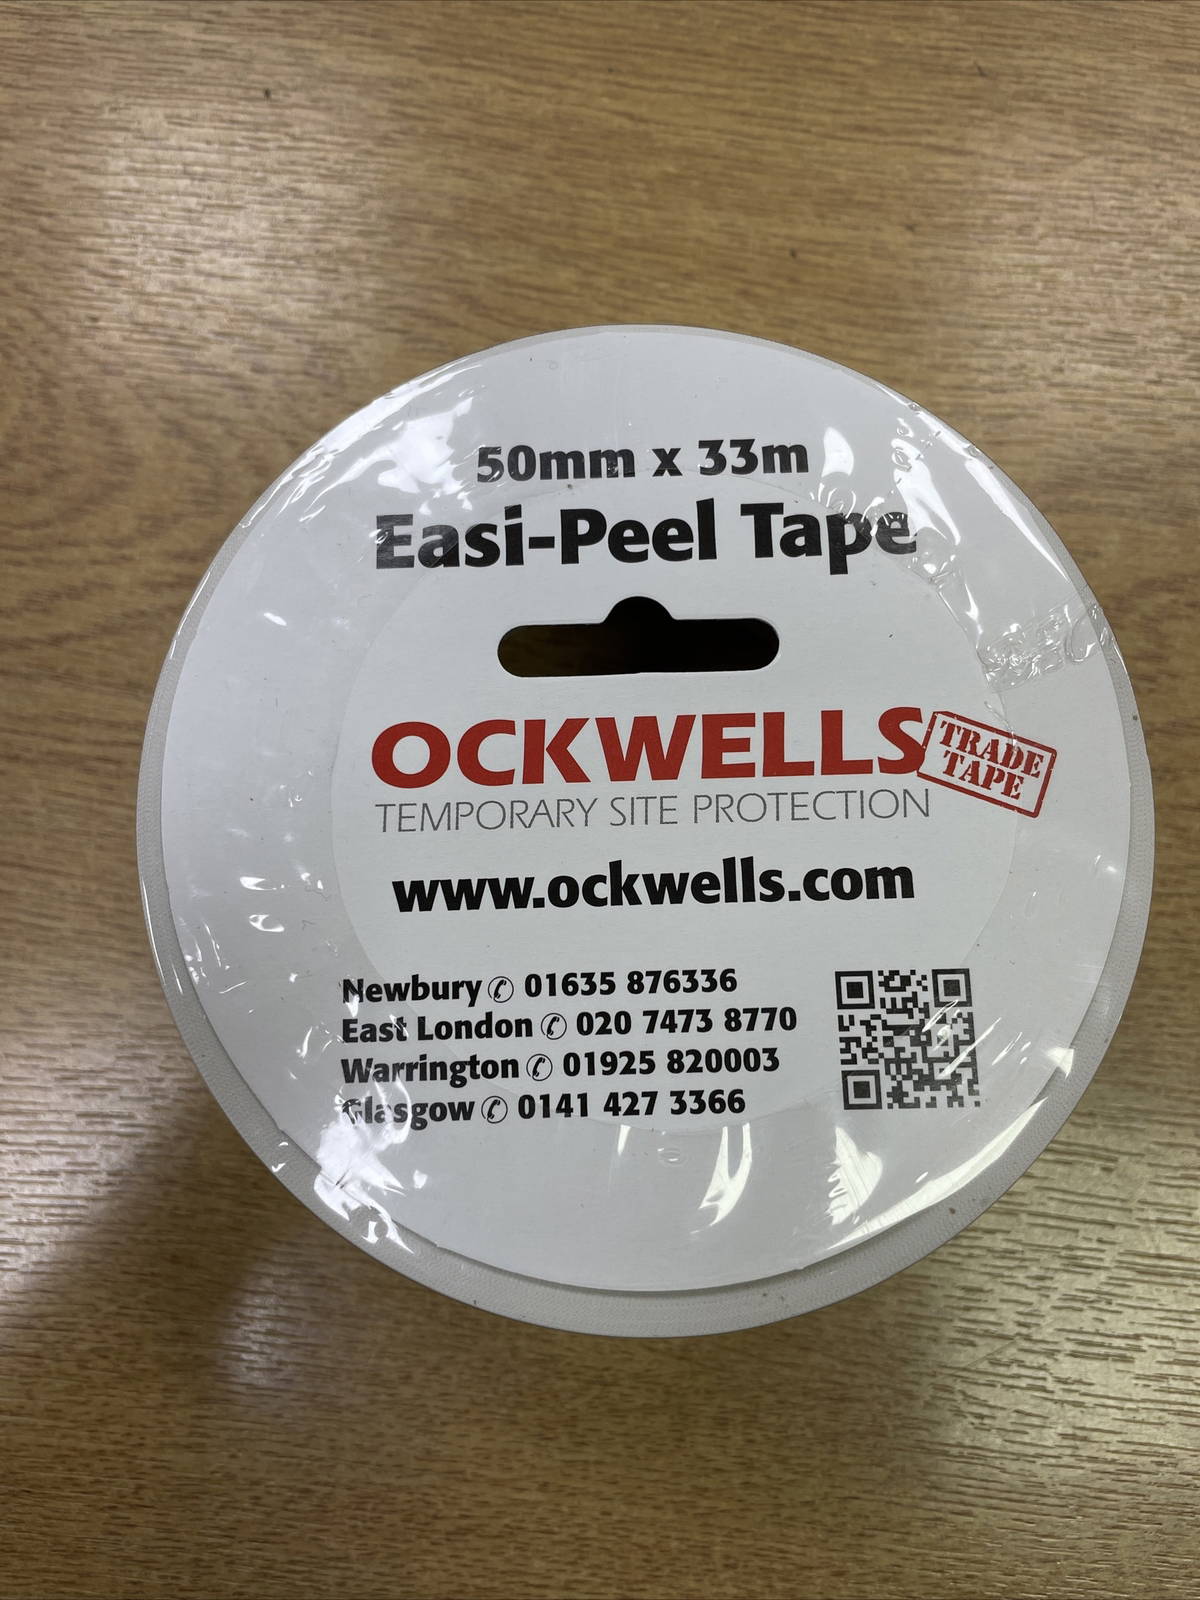 50mm x 33m
Easi-Peel Tape
OCKWELLS
TRADE
TAPE
TEMPORARY SITE PROTECTION
www.ockwells.com
Newbury ✆ 01635 876336
East London ✆ 020 7473 8770
Warrington ✆ 01925 820003
Glasgow ✆ 0141 427 3366